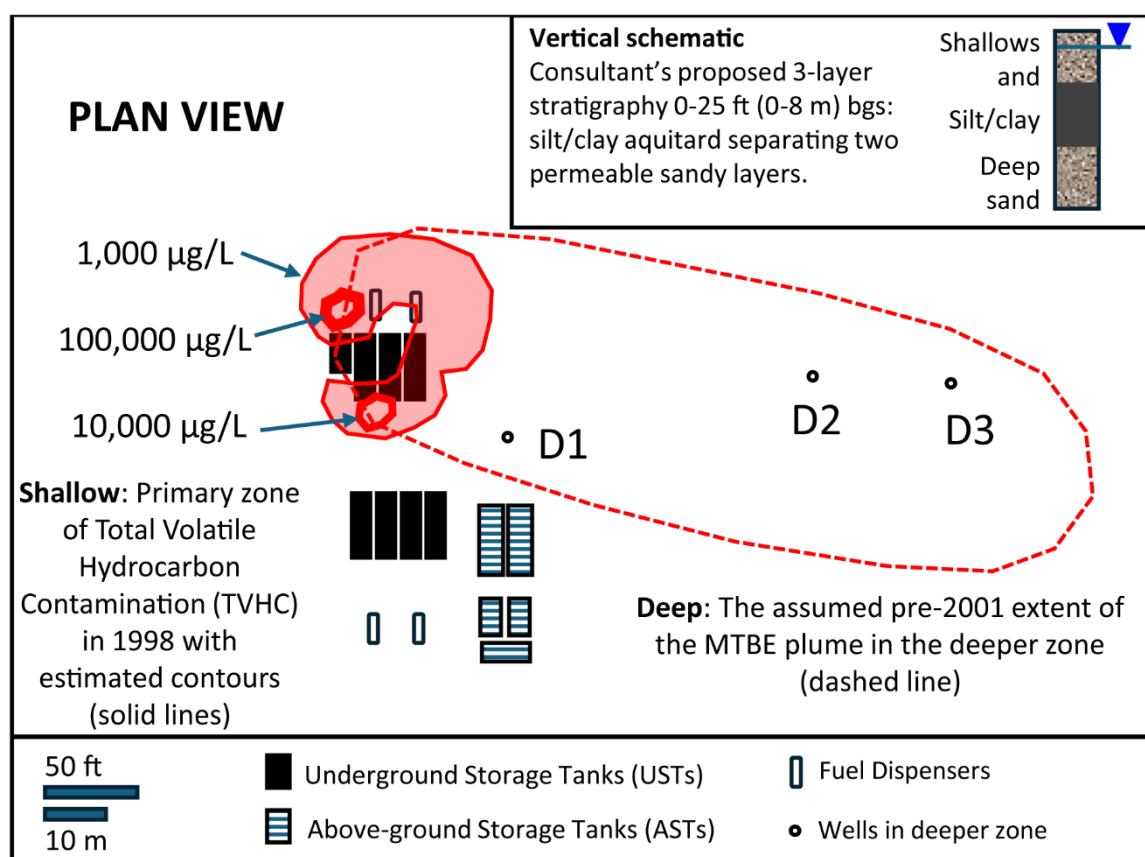 Vertical schematic
Consultant's proposed 3-layer
stratigraphy 0-25 ft (0-8 m) bgs:
silt/clay aquitard separating two
permeable sandy layers.
Shallows
and
Silt/clay
Deep
sand
PLAN VIEW
1,000 µg/L
100,000 µg/L
10,000 µg/L
D1
D2
D3
Shallow: Primary zone
of Total Volatile
Hydrocarbon
Contamination (TVHC)
in 1998 with
estimated contours
(solid lines)
Deep: The assumed pre-2001 extent of
the MTBE plume in the deeper zone
(dashed line)
50 ft
10 m
Underground Storage Tanks (USTs)
Above-ground Storage Tanks (ASTs)
Fuel Dispensers
Wells in deeper zone